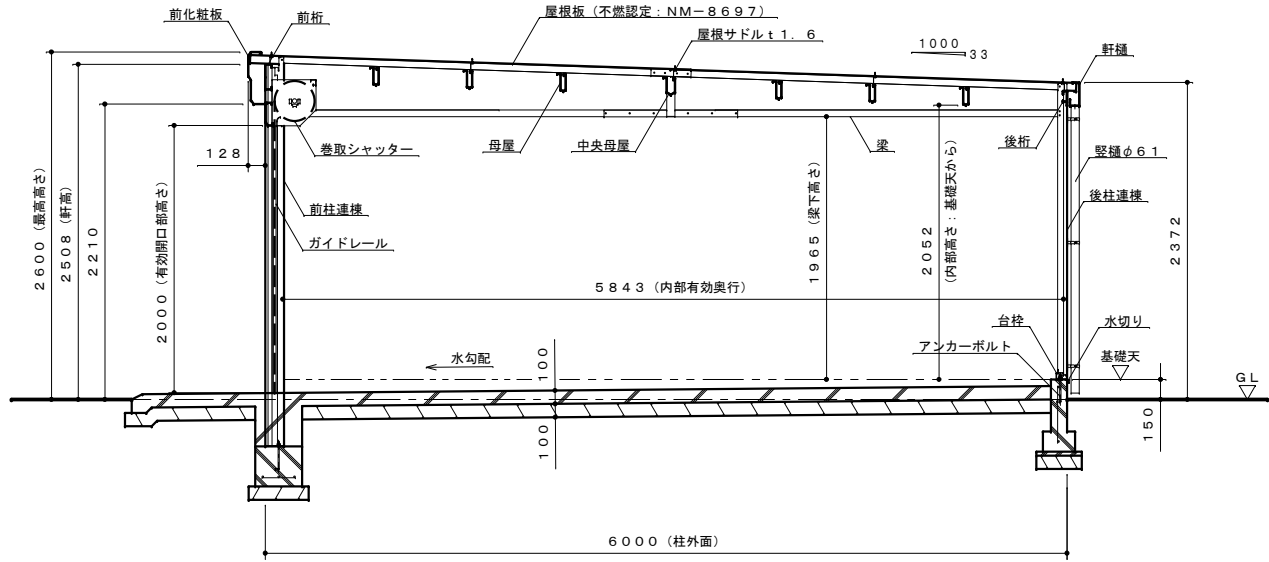 前化粧板
前桁
屋根板（不燃認定：NM－8697）
屋根サドルｔ1．6
1000
33
軒樋
128
巻取シャッター
母屋
中央母屋
梁
後桁
竪樋φ61
後柱連棟
前柱連棟
ガイドレール
2600（最高高さ）
2508（軒高）
2210
2000（有効開口部高さ）
1965（梁下高さ）
2052
（内部高さ：基礎天から）
2372
5843（内部有効奥行）
台枠
水切り
アンカーボルト
基礎天
水勾配
100
100
GL
150
6000（柱外面）